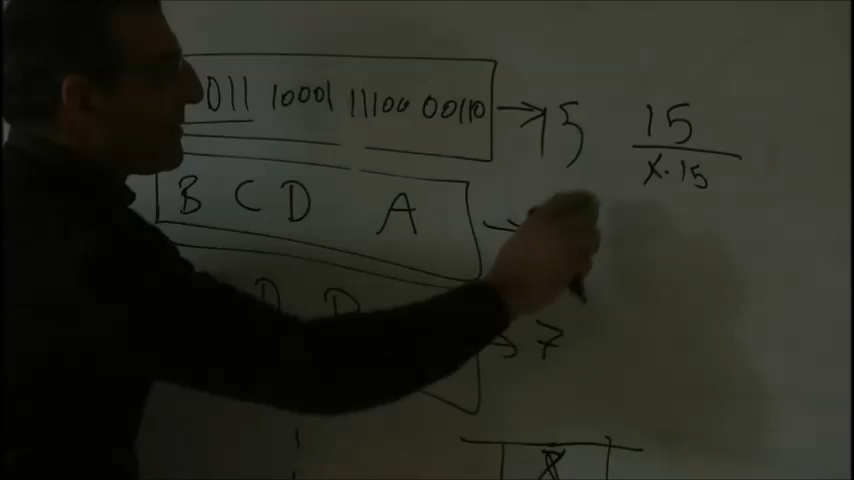 011 10001 11100 00110 → 15 15
x·15
B C D A →
D D → 7
X